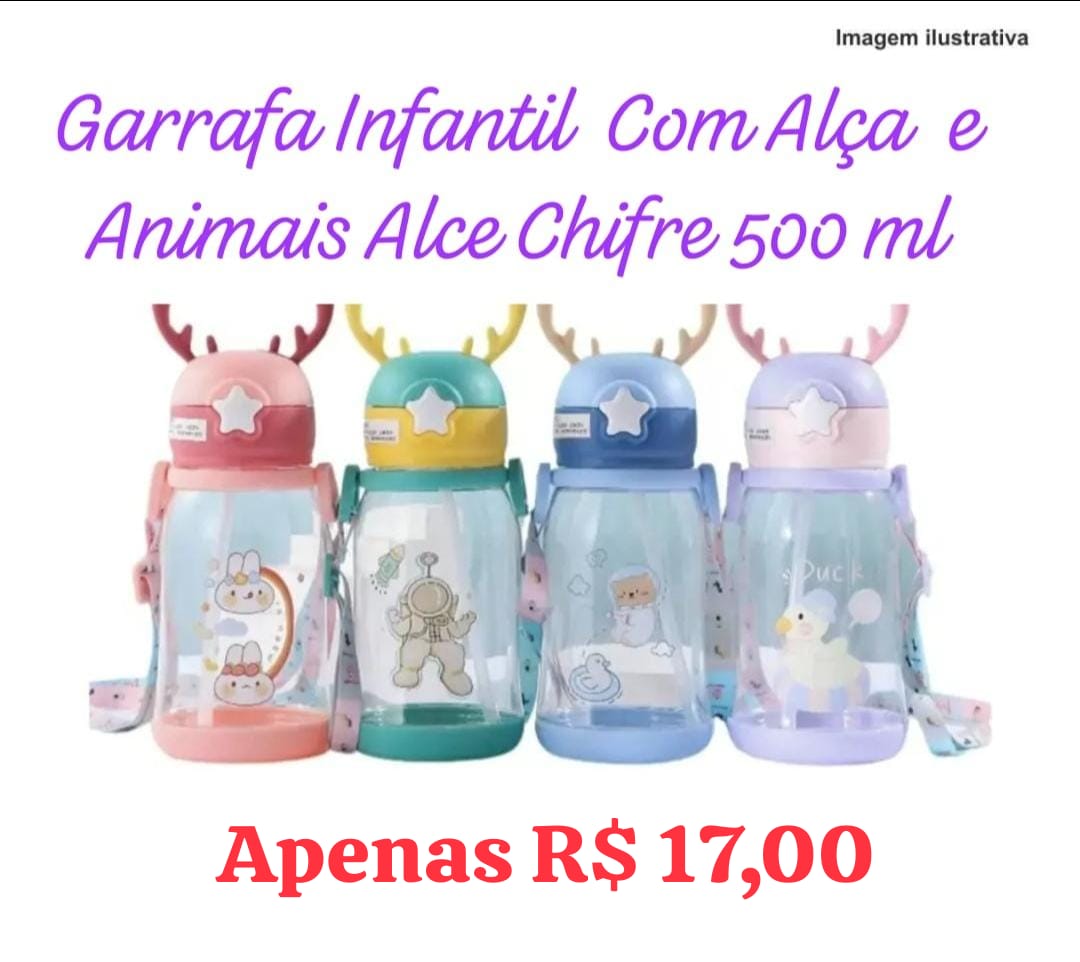 Imagem ilustrativa
Garrafa Infantil Com Alça e
Animais Alce Chifre 500 ml
Duck
Apenas R$ 17,00